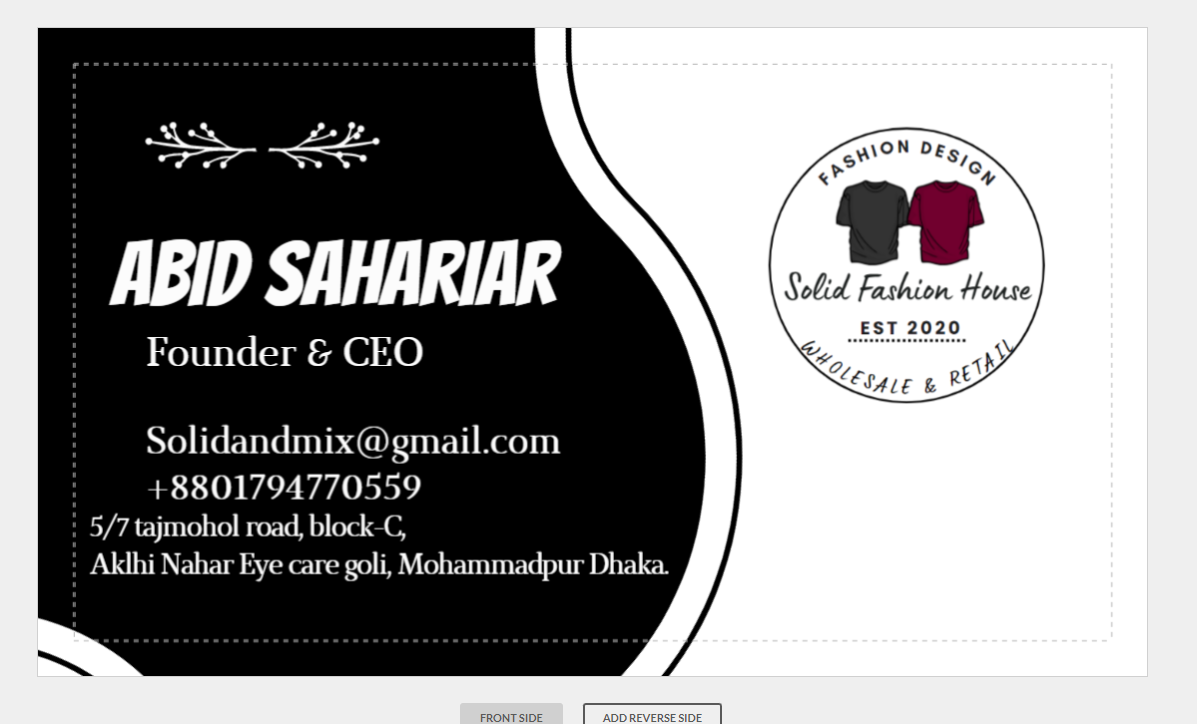 ABID SAHARIAR
Founder & CEO
Solidandmix@gmail.com
+8801794770559
5/7 tajmohol road, block-C,
Aklhi Nahar Eye care goli, Mohammadpur Dhaka.
FASHION DESIGN
Solid Fashion House
EST 2020
WHOLESALE & RETAIL
FRONT SIDE
ADD REVERSE SIDE